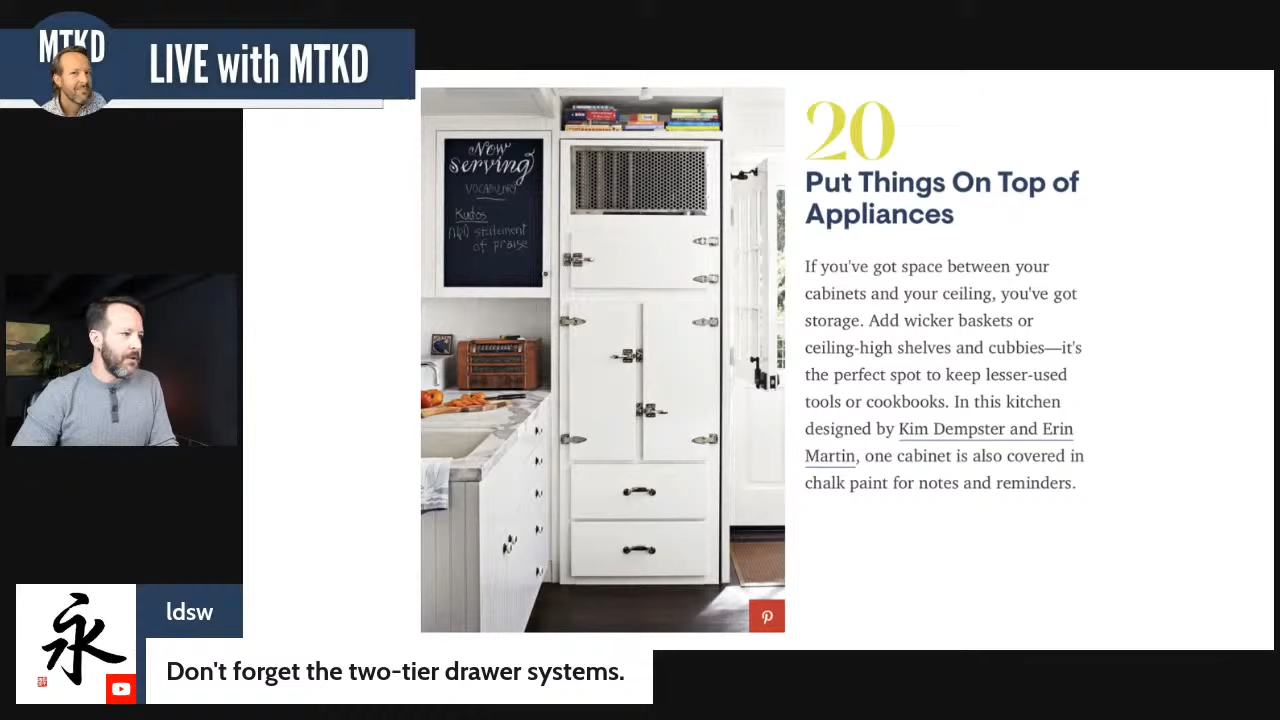 MTKD
LIVE with MTKD
Now
Serving
VOCABULARY
Kudos
(n pl) statement
of praise
20
Put Things On Top of
Appliances
If you've got space between your
cabinets and your ceiling, you've got
storage. Add wicker baskets or
ceiling-high shelves and cubbies—it's
the perfect spot to keep lesser-used
tools or cookbooks. In this kitchen
designed by Kim Dempster and Erin
Martin, one cabinet is also covered in
chalk paint for notes and reminders.
永
ldsw
Don't forget the two-tier drawer systems.